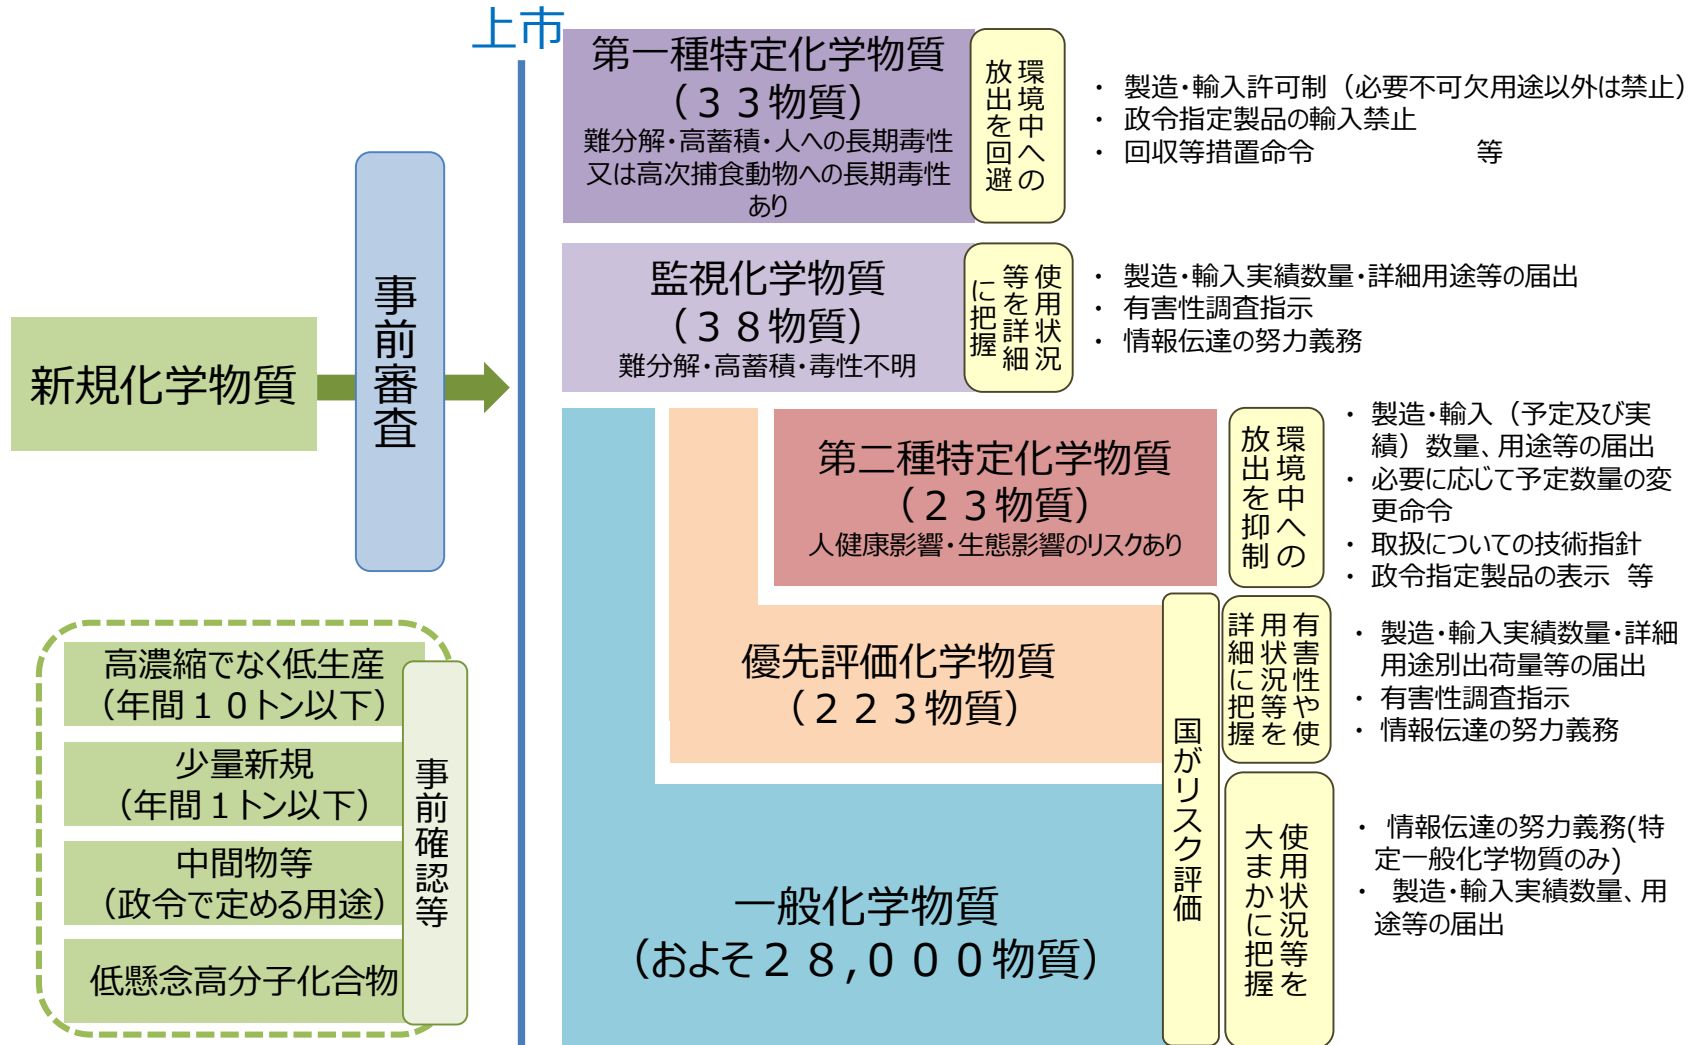 上市
新規化学物質
事前審査
高濃縮でなく低生産
（年間１０トン以下）
少量新規
（年間１トン以下）
中間物等
（政令で定める用途）
低懸念高分子化合物
事前確認等
第一種特定化学物質
（３３物質）
難分解・高蓄積・人への長期毒性
又は高次捕食動物への長期毒性
あり
環境中への
放出を回避
・ 製造・輸入許可制（必要不可欠用途以外は禁止）
・ 政令指定製品の輸入禁止
・ 回収等措置命令 等
監視化学物質
（３８物質）
難分解・高蓄積・毒性不明
使用状況
等を詳細
に把握
・ 製造・輸入実績数量・詳細用途等の届出
・ 有害性調査指示
・ 情報伝達の努力義務
第二種特定化学物質
（２３物質）
人健康影響・生態影響のリスクあり
環境中への
放出を抑制
・ 製造・輸入（予定及び実
績）数量、用途等の届出
・ 必要に応じて予定数量の変
更命令
・ 取扱についての技術指針
・ 政令指定製品の表示 等
優先評価化学物質
（２２３物質）
有害性や使
用状況等を
詳細に把握
・ 製造・輸入実績数量・詳細
用途別出荷量等の届出
・ 有害性調査指示
・ 情報伝達の努力義務
国がリスク評価
一般化学物質
（およそ２８,０００物質）
使用状況等を
大まかに把握
・ 情報伝達の努力義務(特
定一般化学物質のみ)
・ 製造・輸入実績数量、用
途等の届出